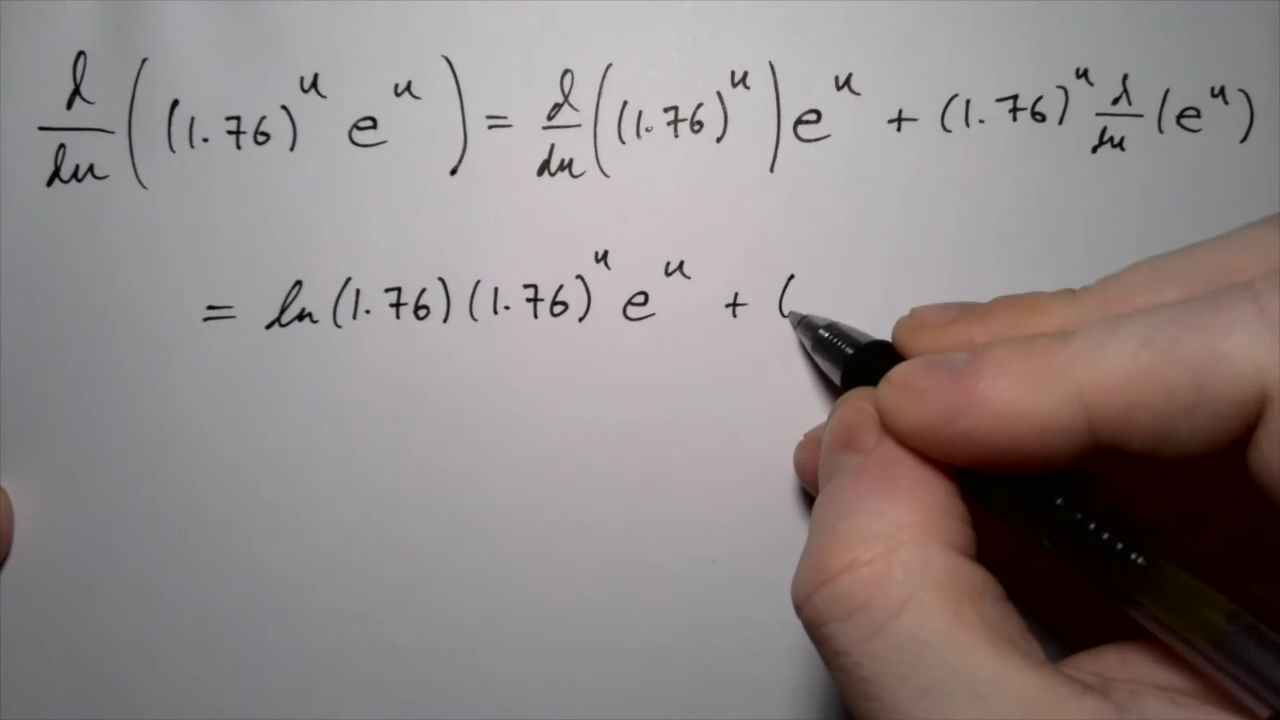 d/du ((1.76)^u e^u) = d/du ((1.76)^u) e^u + (1.76)^u d/du (e^u)
= ln (1.76) (1.76)^u e^u + (